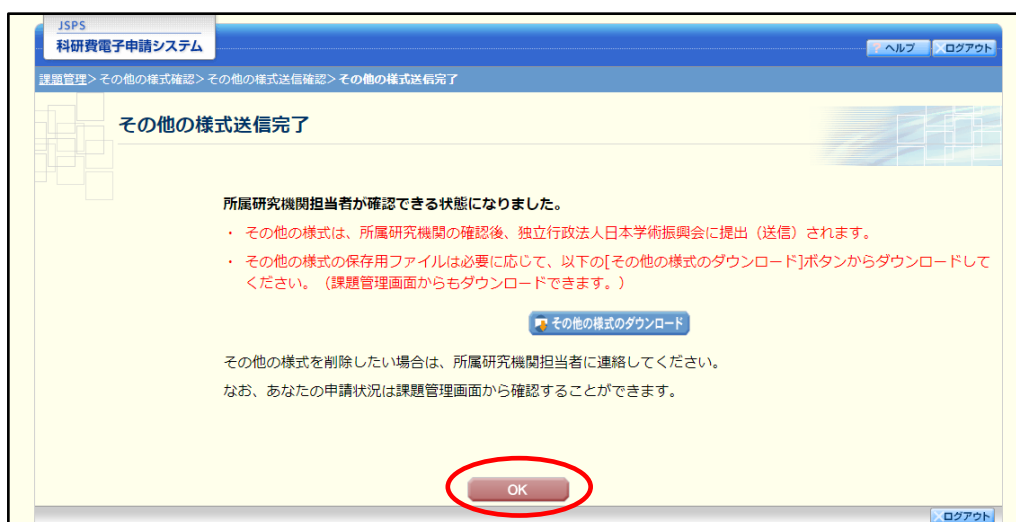 JSPS
科研費電子申請システム
ヘルプ
ログアウト
課題管理>その他の様式確認>その他の様式送信確認>その他の様式送信完了
その他の様式送信完了
所属研究機関担当者が確認できる状態になりました。
・ その他の様式は、所属研究機関の確認後、独立行政法人日本学術振興会に提出（送信）されます。
・ その他の様式の保存用ファイルは必要に応じて、以下の[その他の様式のダウンロード]ボタンからダウンロードして
ください。（課題管理画面からもダウンロードできます。）
その他の様式のダウンロード
その他の様式を削除したい場合は、所属研究機関担当者に連絡してください。
なお、あなたの申請状況は課題管理画面から確認することができます。
OK
ログアウト